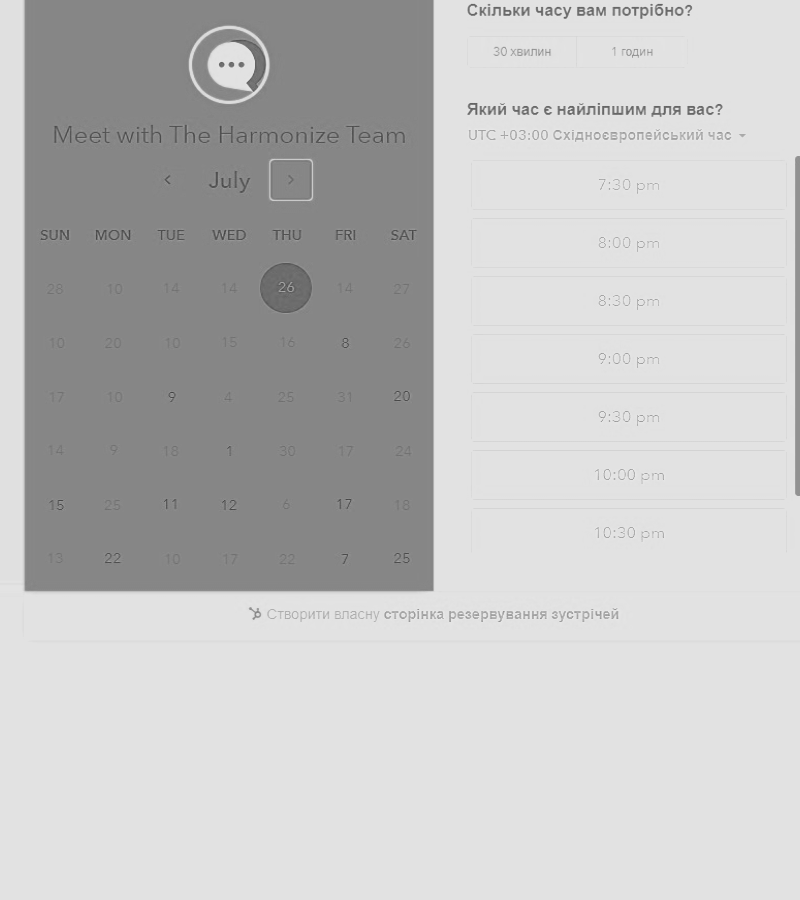 Meet with The Harmonize Team
July
SUN MON TUE WED THU FRI SAT
28 10 14 14 26 14 27
10 20 10 15 16 8 26
17 10 9 4 25 31 20
14 9 18 1 30 17 24
15 25 11 12 6 17 18
13 22 10 17 22 7 25
Скільки часу вам потрібно?
30 хвилин 1 годин
Який час є найліпшим для вас?
UTC +03:00 Східноєвропейський час
7:30 pm
8:00 pm
8:30 pm
9:00 pm
9:30 pm
10:00 pm
10:30 pm
Створити власну сторінка резервування зустрічей